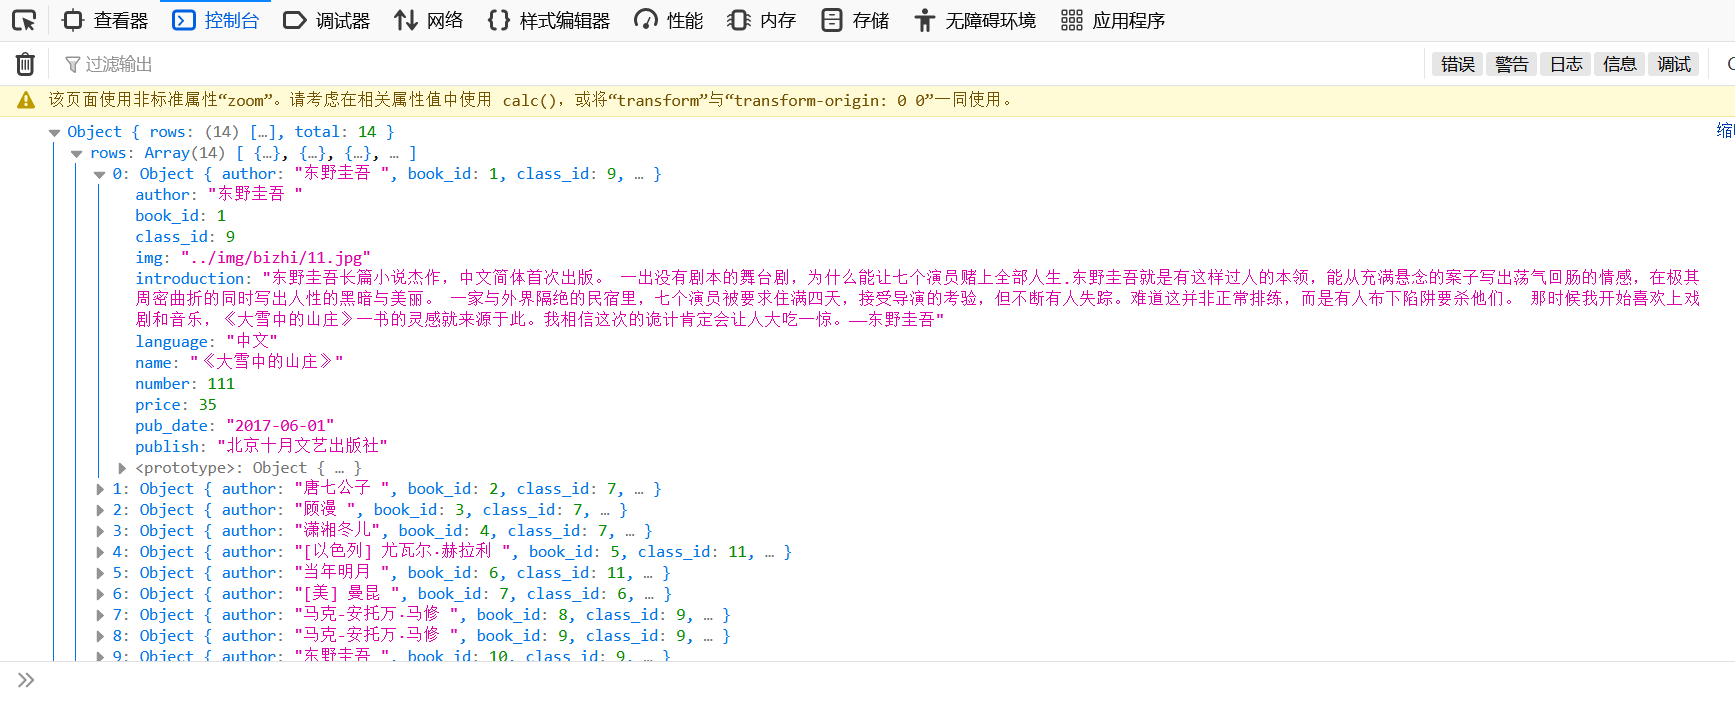 查看器 控制台 调试器 网络 样式编辑器 性能 内存 存储 无障碍环境 应用程序
过滤输出 错误 警告 日志 信息 调试
该页面使用非标准属性“zoom”。请考虑在相关属性值中使用 calc()，或将“transform”与“transform-origin: 0 0”一同使用。
Object { rows: (14) […], total: 14 }
rows: Array(14) [ {…}, {…}, {…}, … ]
0: Object { author: "东野圭吾 ", book_id: 1, class_id: 9, … }
author: "东野圭吾 "
book_id: 1
class_id: 9
img: "../img/bizhi/11.jpg"
introduction: "东野圭吾长篇小说杰作，中文简体首次出版。 一出没有剧本的舞台剧，为什么能让七个演员赌上全部人生.东野圭吾就是有这样过人的本领，能从充满悬念的案子写出荡气回肠的情感，在极其
周密曲折的同时写出人性的黑暗与美丽。 一家与外界隔绝的民宿里，七个演员被要求住满四天，接受导演的考验，但不断有人失踪。难道这并非正常排练，而是有人布下陷阱要杀他们。 那时候我开始喜欢上戏
剧和音乐，《大雪中的山庄》一书的灵感就来源于此。我相信这次的诡计肯定会让人大吃一惊。——东野圭吾"
language: "中文"
name: "《大雪中的山庄》"
number: 111
price: 35
pub_date: "2017-06-01"
publish: "北京十月文艺出版社"
<prototype>: Object { … }
1: Object { author: "唐七公子 ", book_id: 2, class_id: 7, … }
2: Object { author: "顾漫 ", book_id: 3, class_id: 7, … }
3: Object { author: "潇湘冬儿", book_id: 4, class_id: 7, … }
4: Object { author: "[以色列] 尤瓦尔·赫拉利 ", book_id: 5, class_id: 11, … }
5: Object { author: "当年明月 ", book_id: 6, class_id: 11, … }
6: Object { author: "[美] 曼昆 ", book_id: 7, class_id: 6, … }
7: Object { author: "马克-安托万·马修 ", book_id: 8, class_id: 9, … }
8: Object { author: "马克-安托万·马修 ", book_id: 9, class_id: 9, … }
9: Object { author: "东野圭吾 ", book_id: 10, class_id: 9, … }